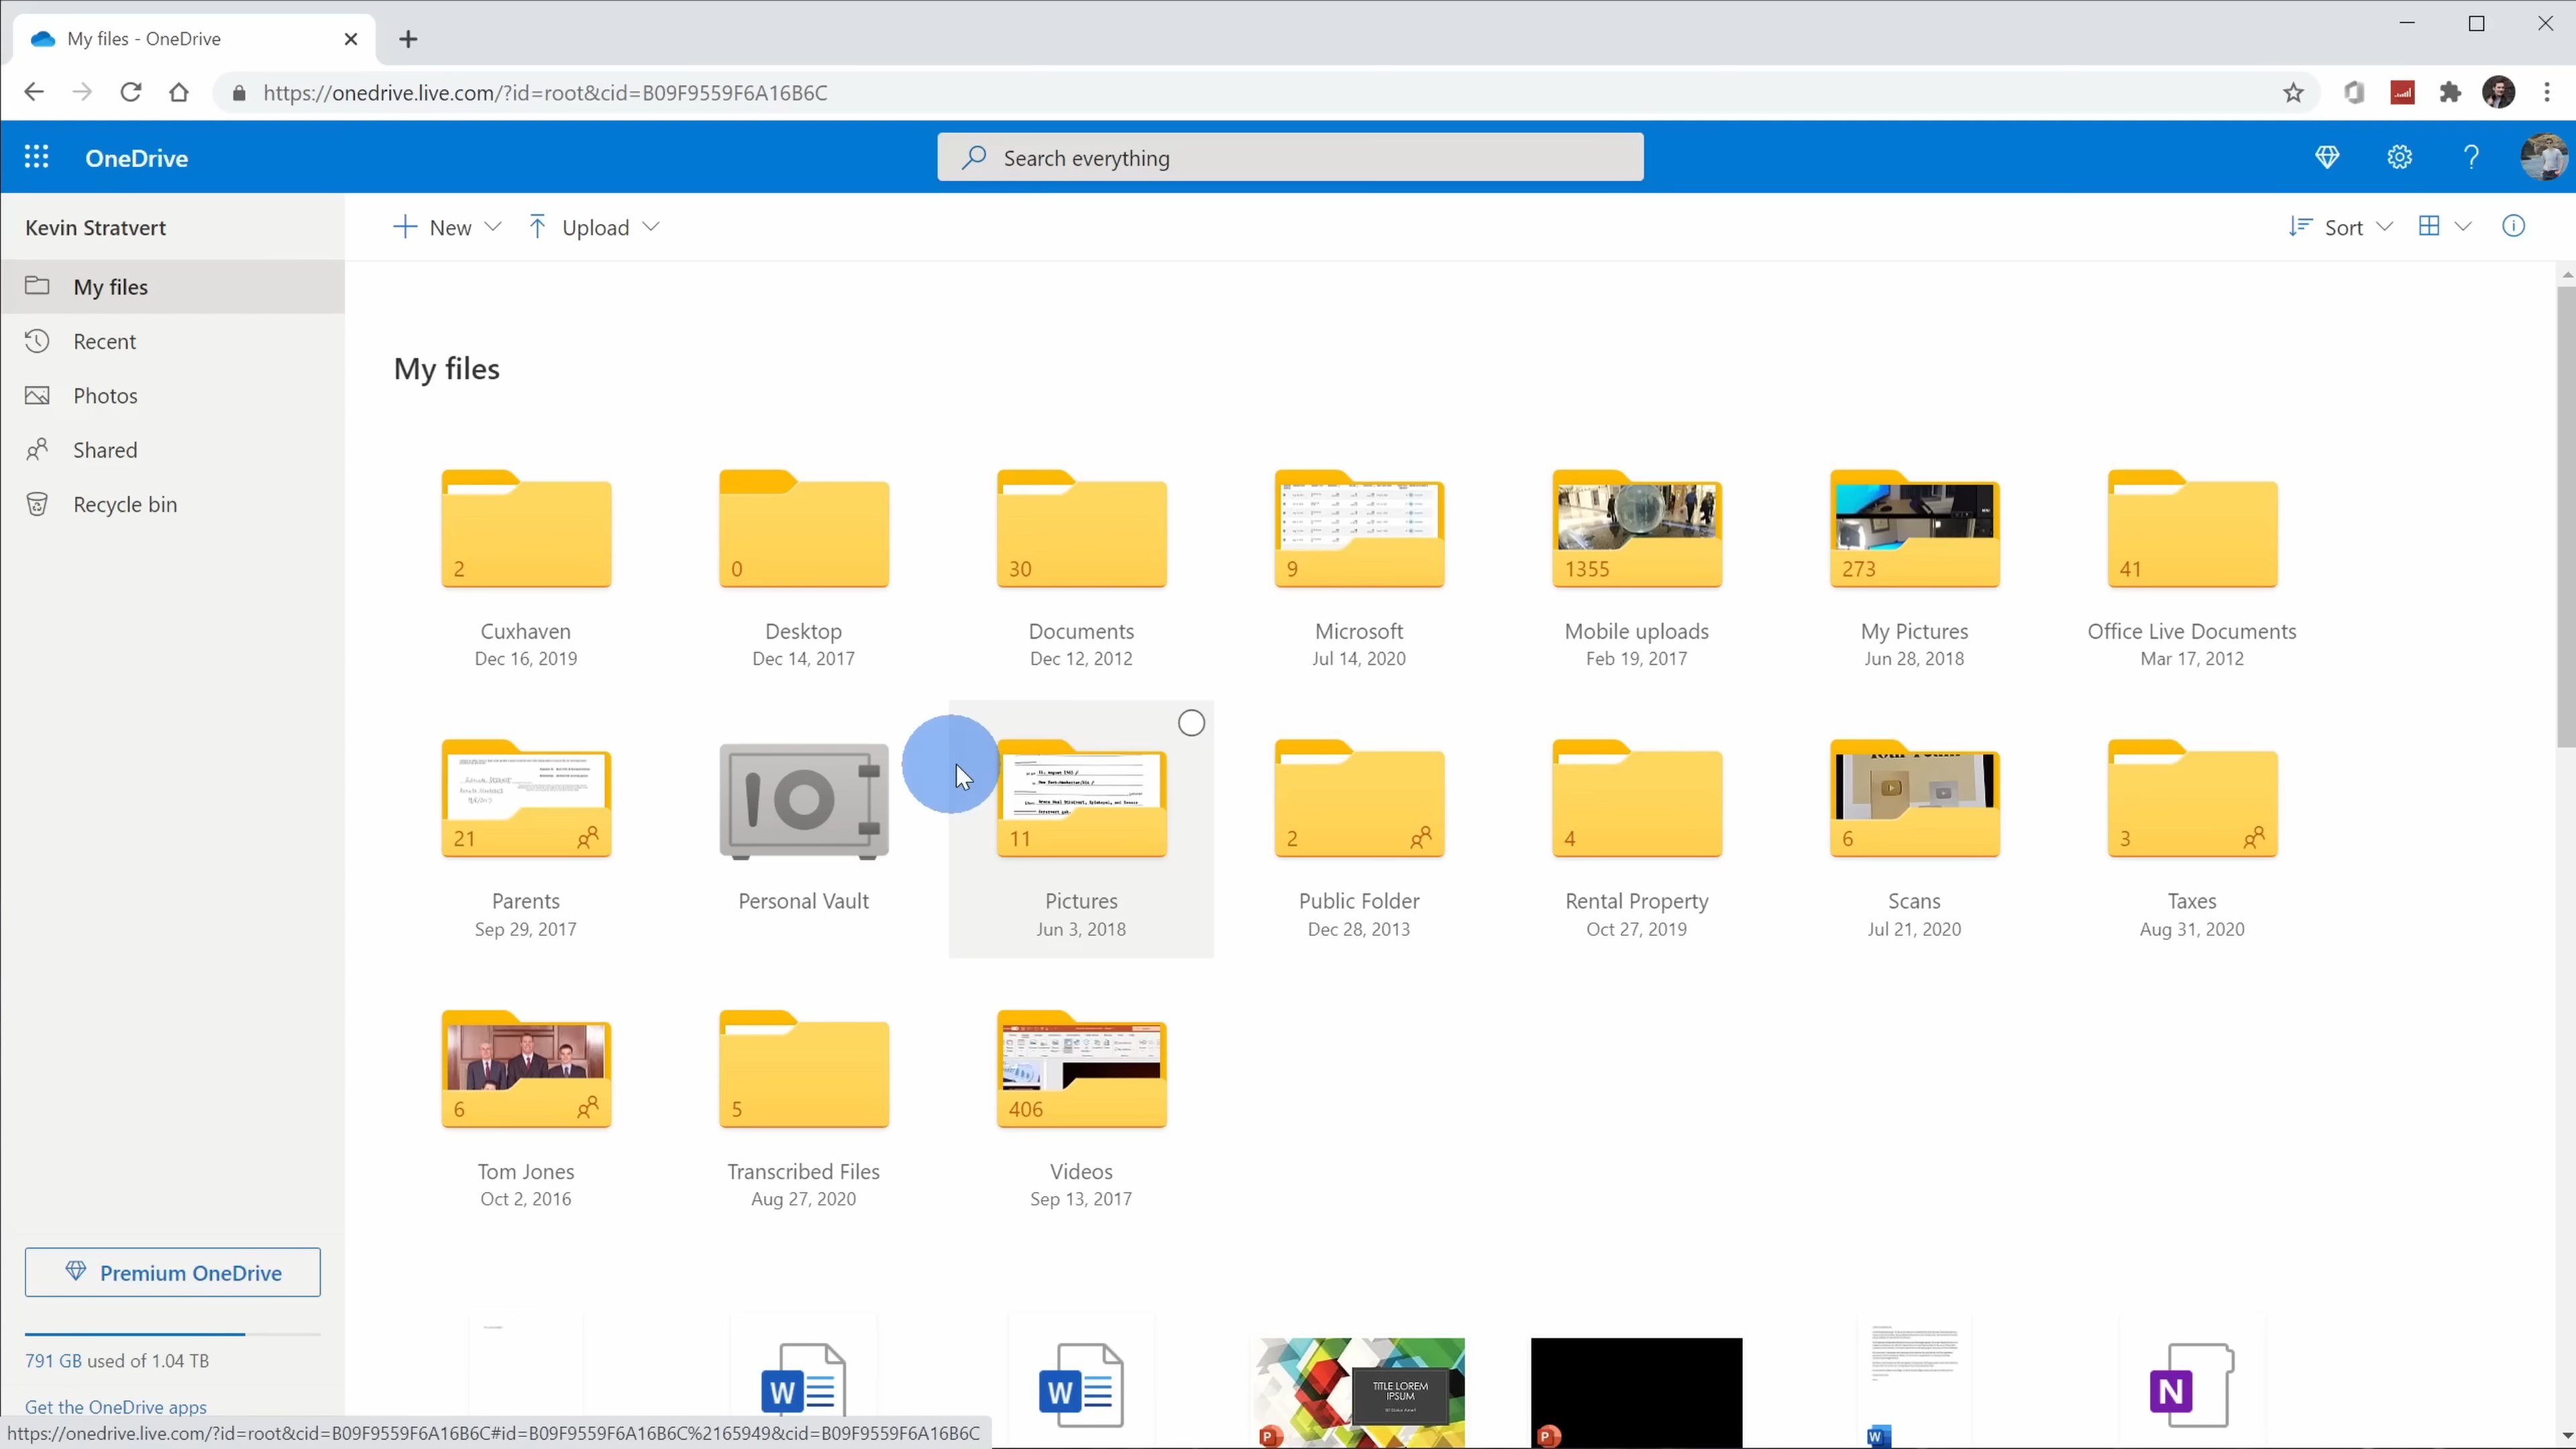 My files - OneDrive
https://onedrive.live.com/?id=root&cid=B09F9559F6A16B6C
OneDrive
Search everything
Kevin Stratvert
New
Upload
Sort
My files
Recent
Photos
Shared
Recycle bin
My files
2
0
30
9
1355
273
41
Cuxhaven
Desktop
Documents
Microsoft
Mobile uploads
My Pictures
Office Live Documents
Dec 16, 2019
Dec 14, 2017
Dec 12, 2012
Jul 14, 2020
Feb 19, 2017
Jun 28, 2018
Mar 17, 2012
21
11
2
4
6
3
Parents
Personal Vault
Pictures
Public Folder
Rental Property
Scans
Taxes
Sep 29, 2017
Jun 3, 2018
Dec 28, 2013
Oct 27, 2019
Jul 21, 2020
Aug 31, 2020
6
5
406
Tom Jones
Transcribed Files
Videos
Oct 2, 2016
Aug 27, 2020
Sep 13, 2017
Premium OneDrive
791 GB used of 1.04 TB
Get the OneDrive apps
W
W
TITLE LOREM
IPSUM
P
P
W
N
https://onedrive.live.com/?id=root&cid=B09F9559F6A16B6C#id=B09F9559F6A16B6C%2165949&cid=B09F9559F6A16B6C